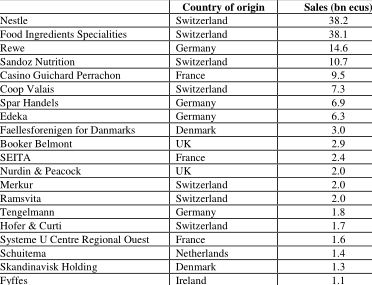 Country of origin Sales (bn ecus)
Nestle Switzerland 38.2
Food Ingredients Specialities Switzerland 38.1
Rewe Germany 14.6
Sandoz Nutrition Switzerland 10.7
Casino Guichard Perrachon France 9.5
Coop Valais Switzerland 7.3
Spar Handels Germany 6.9
Edeka Germany 6.3
Faellesforenigen for Danmarks Denmark 3.0
Booker Belmont UK 2.9
SEITA France 2.4
Nurdin & Peacock UK 2.0
Merkur Switzerland 2.0
Ramsvita Switzerland 2.0
Tengelmann Germany 1.8
Hofer & Curti Switzerland 1.7
Systeme U Centre Regional Ouest France 1.6
Schuitema Netherlands 1.4
Skandinavisk Holding Denmark 1.3
Fyffes Ireland 1.1